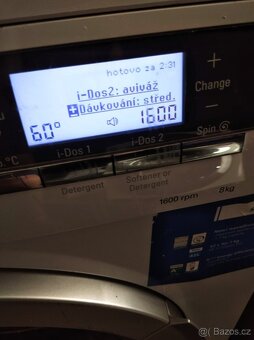 hotovo za 2:31
i-Dos2: aviváž
±Dávkování: střed.
60°
1600
+
Change
-
°C
i-Dos 1
i-Dos 2
Spin
Detergent
Softener or
Detergent
1600 rpm
8kg
sbazar.cz